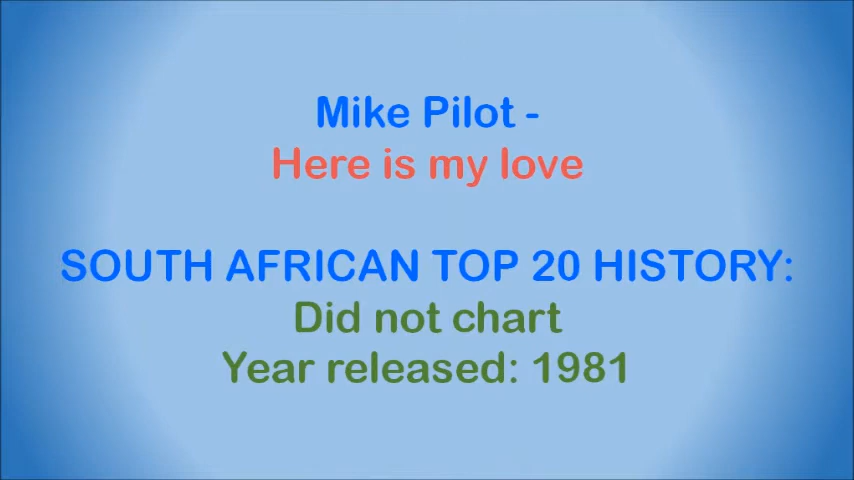 Mike Pilot -
Here is my love
SOUTH AFRICAN TOP 20 HISTORY:
Did not chart
Year released: 1981